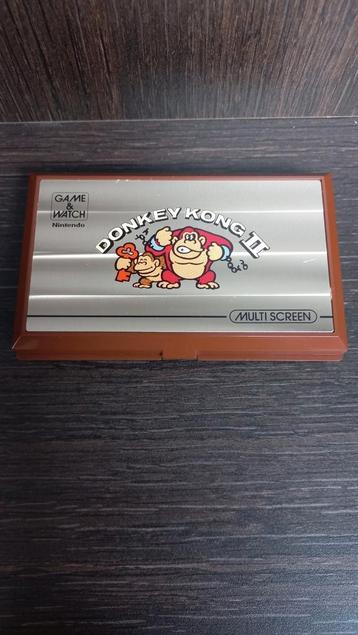 GAME
&
WATCH
Nintendo
DONKEY KONG II
MULTI SCREEN